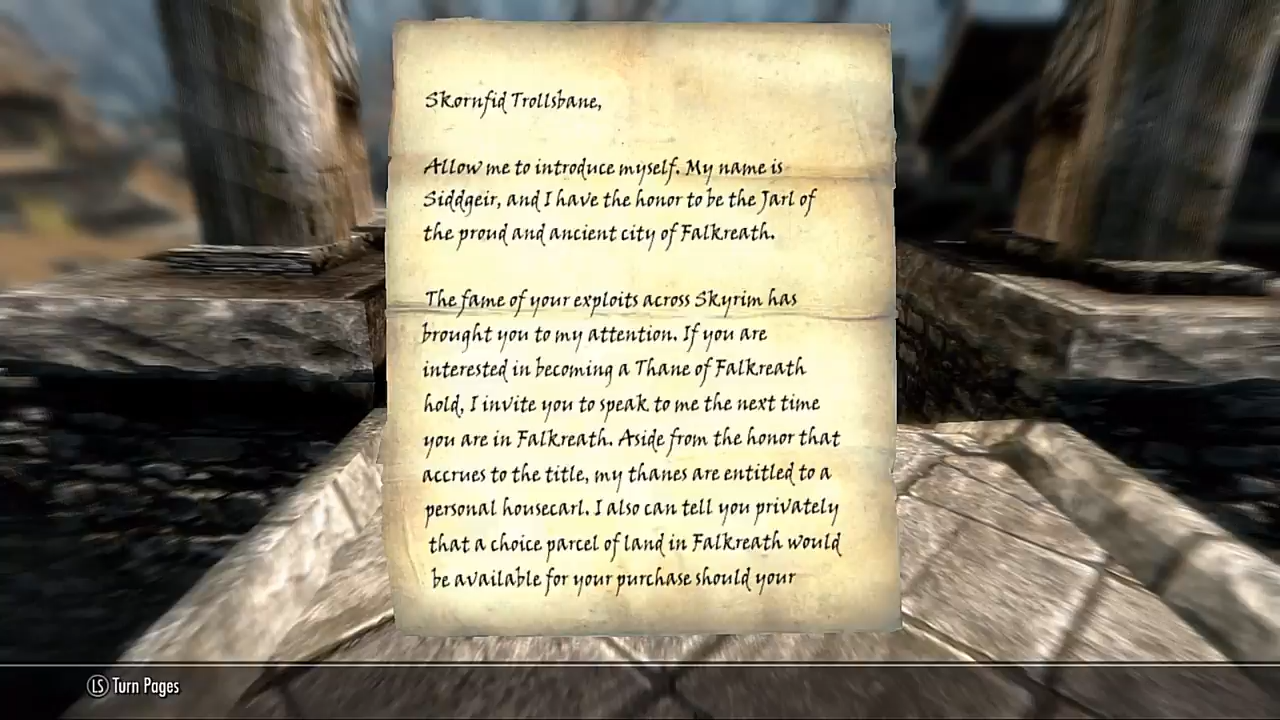 Skornfid Trollsbane,
Allow me to introduce myself. My name is
Siddgeir, and I have the honor to be the Jarl of
the proud and ancient city of Falkreath.
The fame of your exploits across Skyrim has
brought you to my attention. If you are
interested in becoming a Thane of Falkreath
hold, I invite you to speak to me the next time
you are in Falkreath. Aside from the honor that
accrues to the title, my thanes are entitled to a
personal housecarl. I also can tell you privately
that a choice parcel of land in Falkreath would
be available for your purchase should your
LS Turn Pages